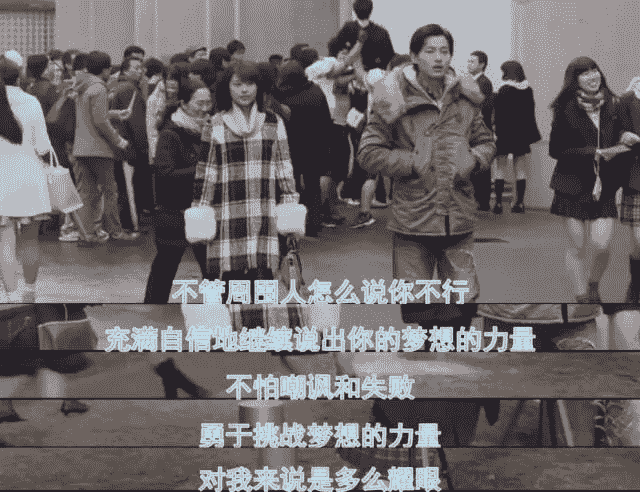 不管周围人怎么说你不行
充满自信地继续说出你的梦想的力量
不怕嘲讽和失败
勇于挑战梦想的力量
对我来说是多么耀眼